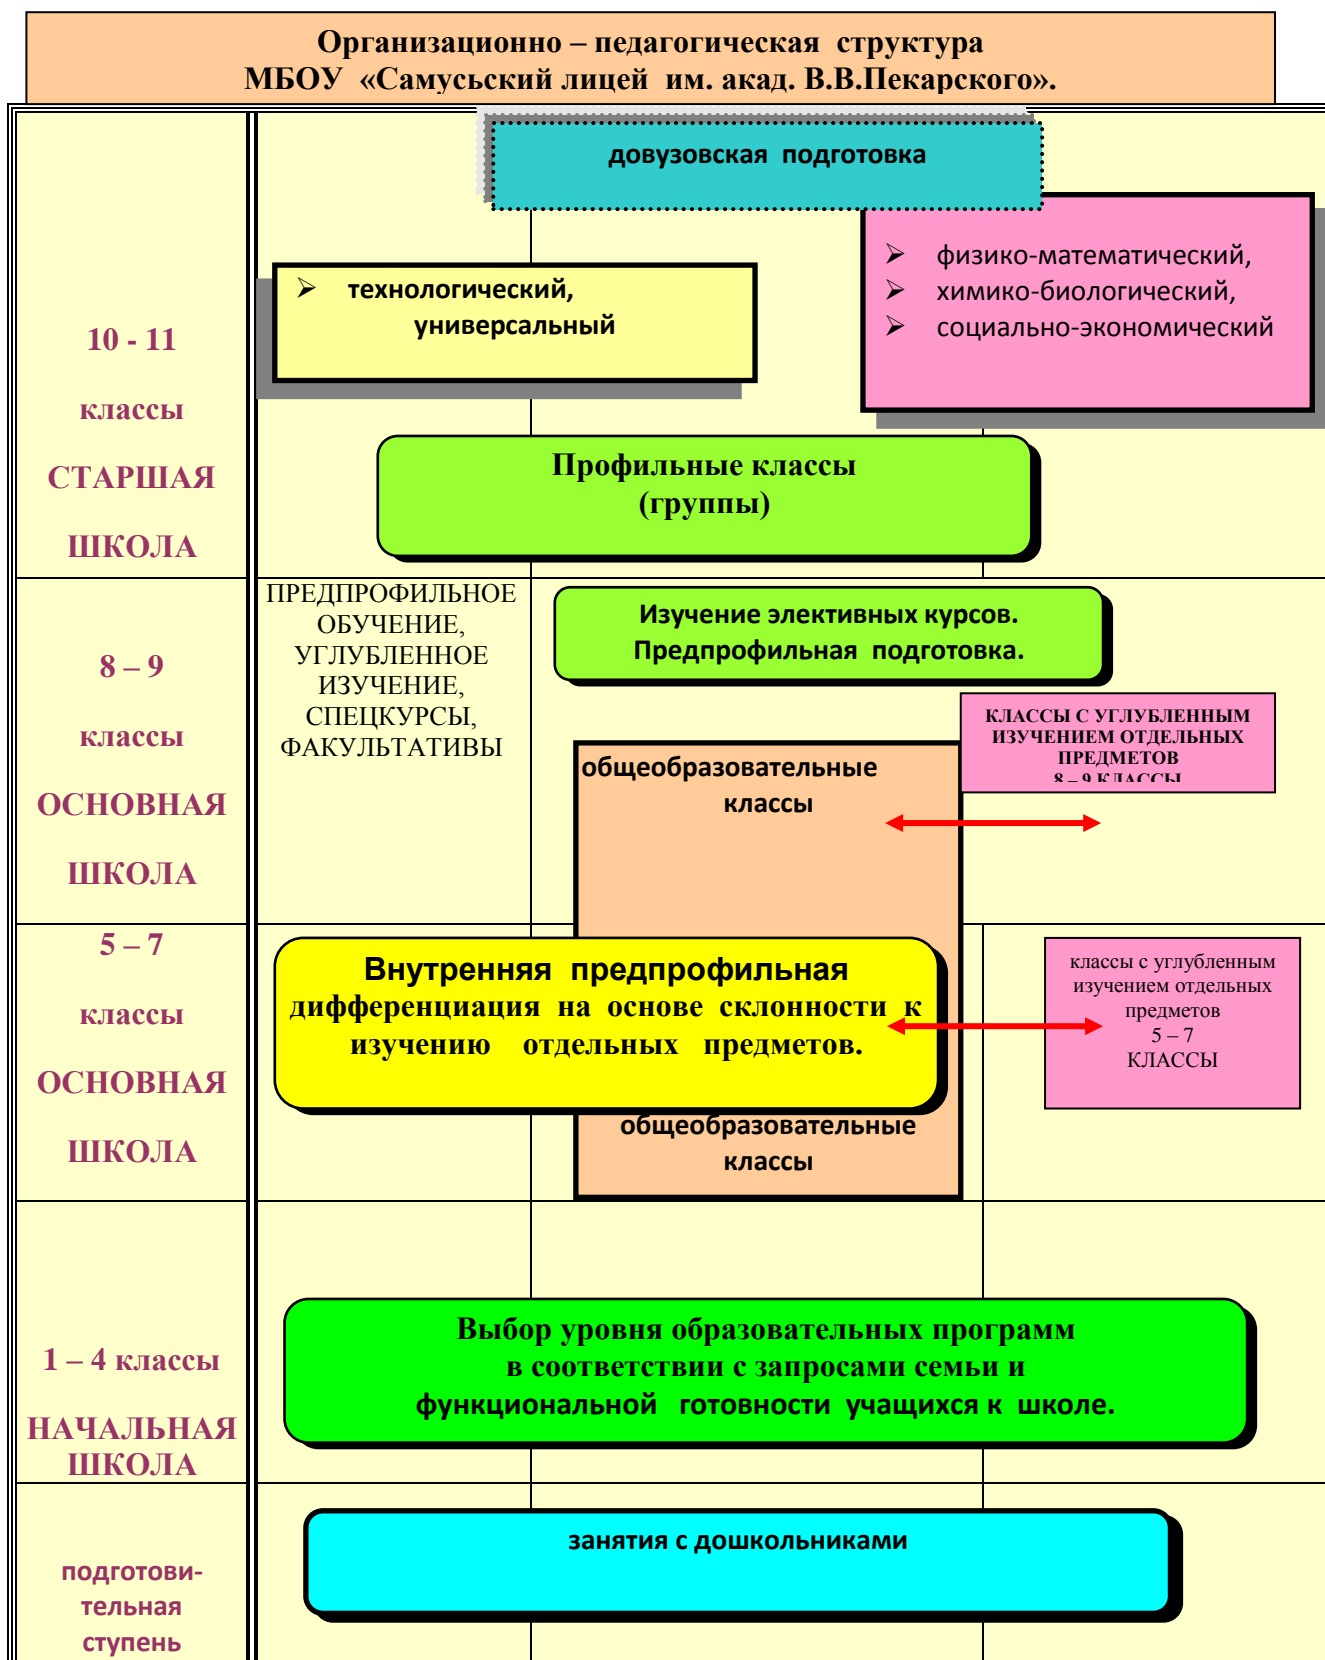 Организационно – педагогическая структура
МБОУ «Самусьский лицей им. акад. В.В.Пекарского».
довузовская подготовка
➢ физико-математический,
➢ химико-биологический,
➢ социально-экономический
➢ технологический,
универсальный
10 - 11
классы
СТАРШАЯ
ШКОЛА
Профильные классы
(группы)
8 – 9
классы
ОСНОВНАЯ
ШКОЛА
ПРЕДПРОФИЛЬНОЕ
ОБУЧЕНИЕ,
УГЛУБЛЕННОЕ
ИЗУЧЕНИЕ,
СПЕЦКУРСЫ,
ФАКУЛЬТАТИВЫ
Изучение элективных курсов.
Предпрофильная подготовка.
КЛАССЫ С УГЛУБЛЕННЫМ
ИЗУЧЕНИЕМ ОТДЕЛЬНЫХ
ПРЕДМЕТОВ
8 – 9 КЛАССЫ
общеобразовательные
классы
5 – 7
классы
ОСНОВНАЯ
ШКОЛА
Внутренняя предпрофильная
дифференциация на основе склонности к
изучению отдельных предметов.
классы с углубленным
изучением отдельных
предметов
5 – 7
КЛАССЫ
общеобразовательные
классы
1 – 4 классы
НАЧАЛЬНАЯ
ШКОЛА
Выбор уровня образовательных программ
в соответствии с запросами семьи и
функциональной готовности учащихся к школе.
подготови-
тельная
ступень
занятия с дошкольниками